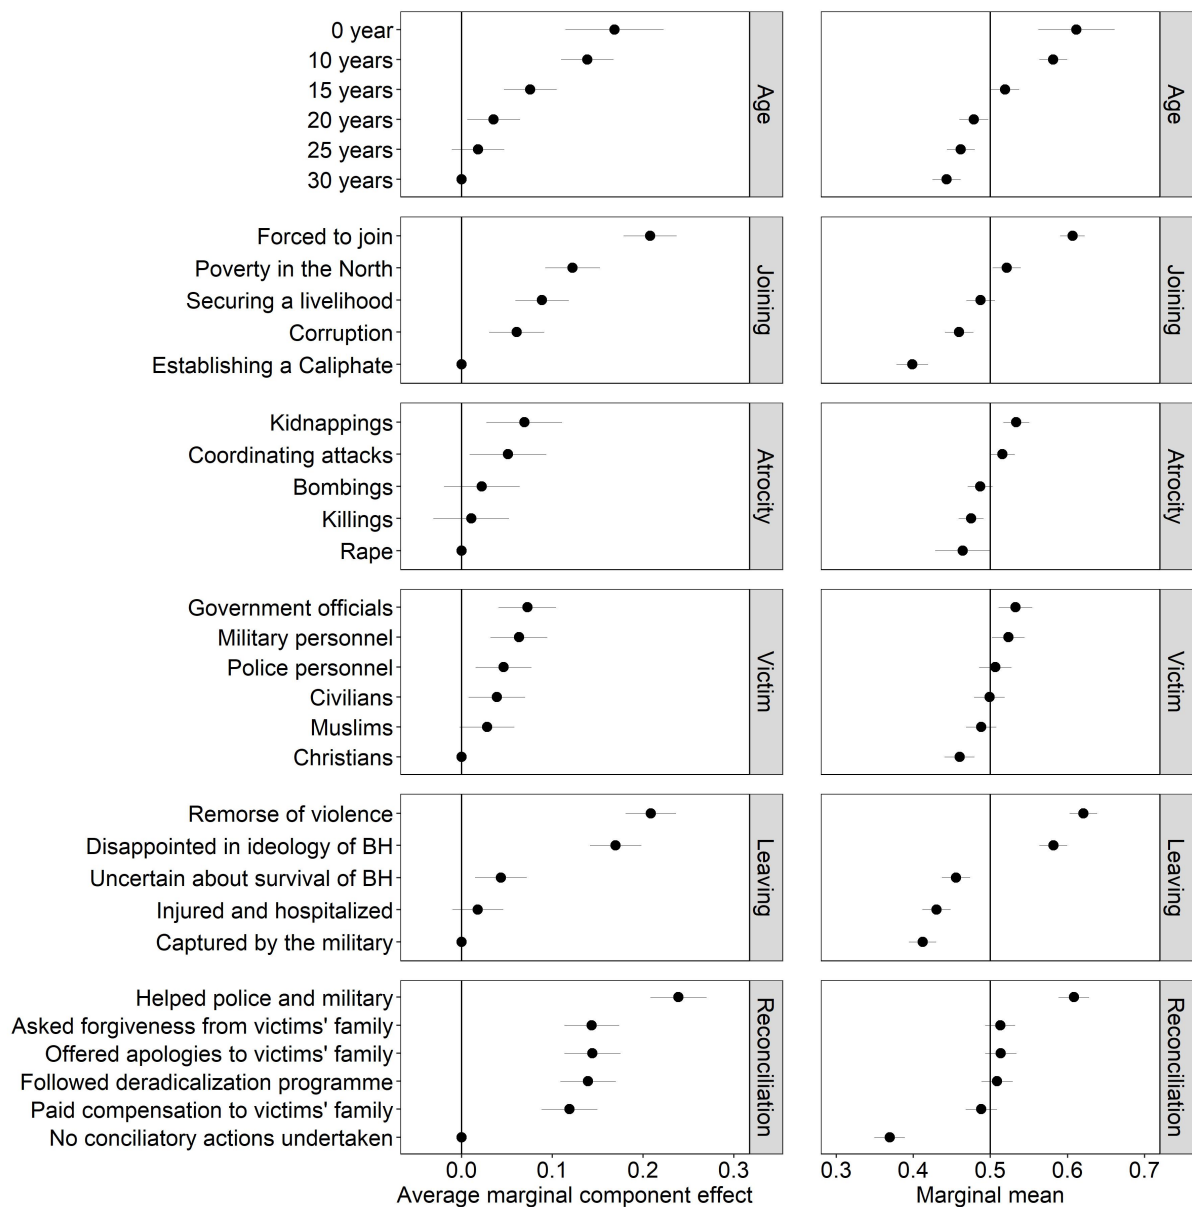 0 year
10 years
15 years
20 years
25 years
30 years
Age
Age
Forced to join
Poverty in the North
Securing a livelihood
Corruption
Establishing a Caliphate
Joining
Joining
Kidnappings
Coordinating attacks
Bombings
Killings
Rape
Atrocity
Atrocity
Government officials
Military personnel
Police personnel
Civilians
Muslims
Christians
Victim
Victim
Remorse of violence
Disappointed in ideology of BH
Uncertain about survival of BH
Injured and hospitalized
Captured by the military
Leaving
Leaving
Helped police and military
Asked forgiveness from victims' family
Offered apologies to victims' family
Followed deradicalization programme
Paid compensation to victims' family
No conciliatory actions undertaken
Reconciliation
Reconciliation
0.0 0.1 0.2 0.3
Average marginal component effect
0.3 0.4 0.5 0.6 0.7
Marginal mean